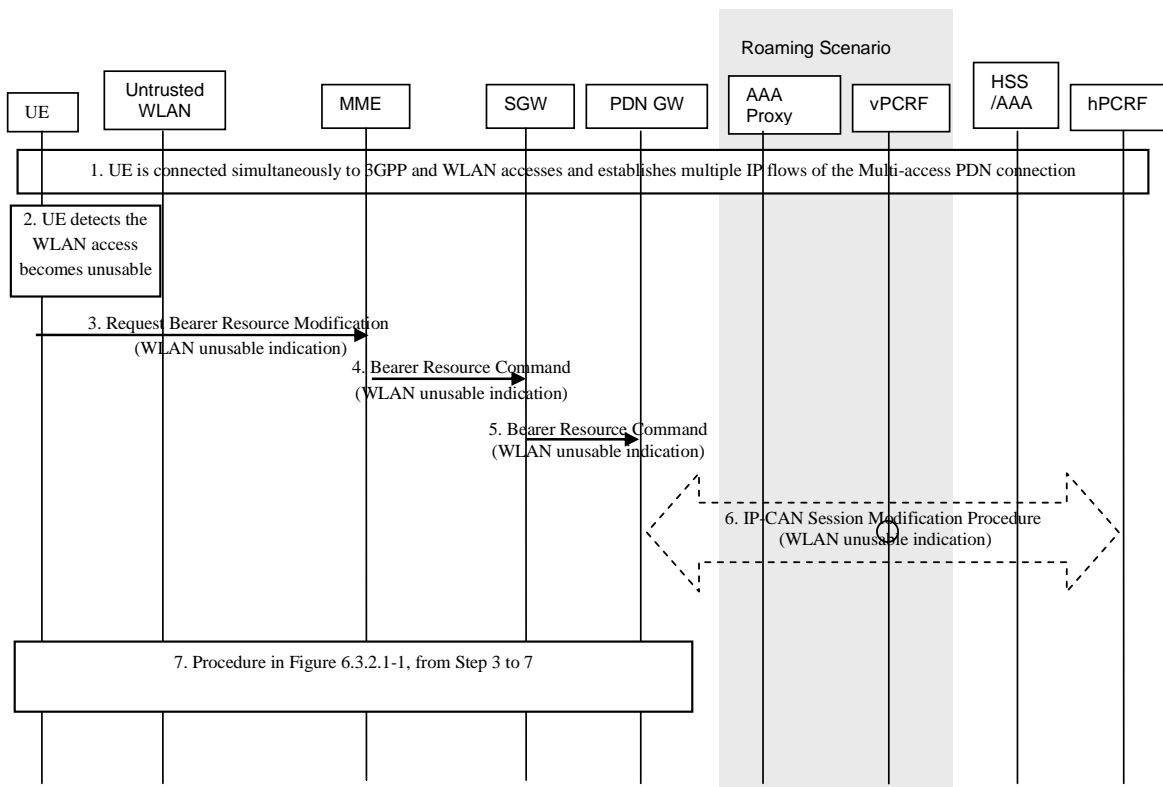 Roaming Scenario
UE
Untrusted
WLAN
MME
SGW
PDN GW
AAA
Proxy
vPCRF
HSS
/AAA
hPCRF
1. UE is connected simultaneously to 3GPP and WLAN accesses and establishes multiple IP flows of the Multi-access PDN connection
2. UE detects the
WLAN access
becomes unusable
3. Request Bearer Resource Modification
(WLAN unusable indication)
4. Bearer Resource Command
(WLAN unusable indication)
5. Bearer Resource Command
(WLAN unusable indication)
6. IP-CAN Session Modification Procedure
(WLAN unusable indication)
7. Procedure in Figure 6.3.2.1-1, from Step 3 to 7